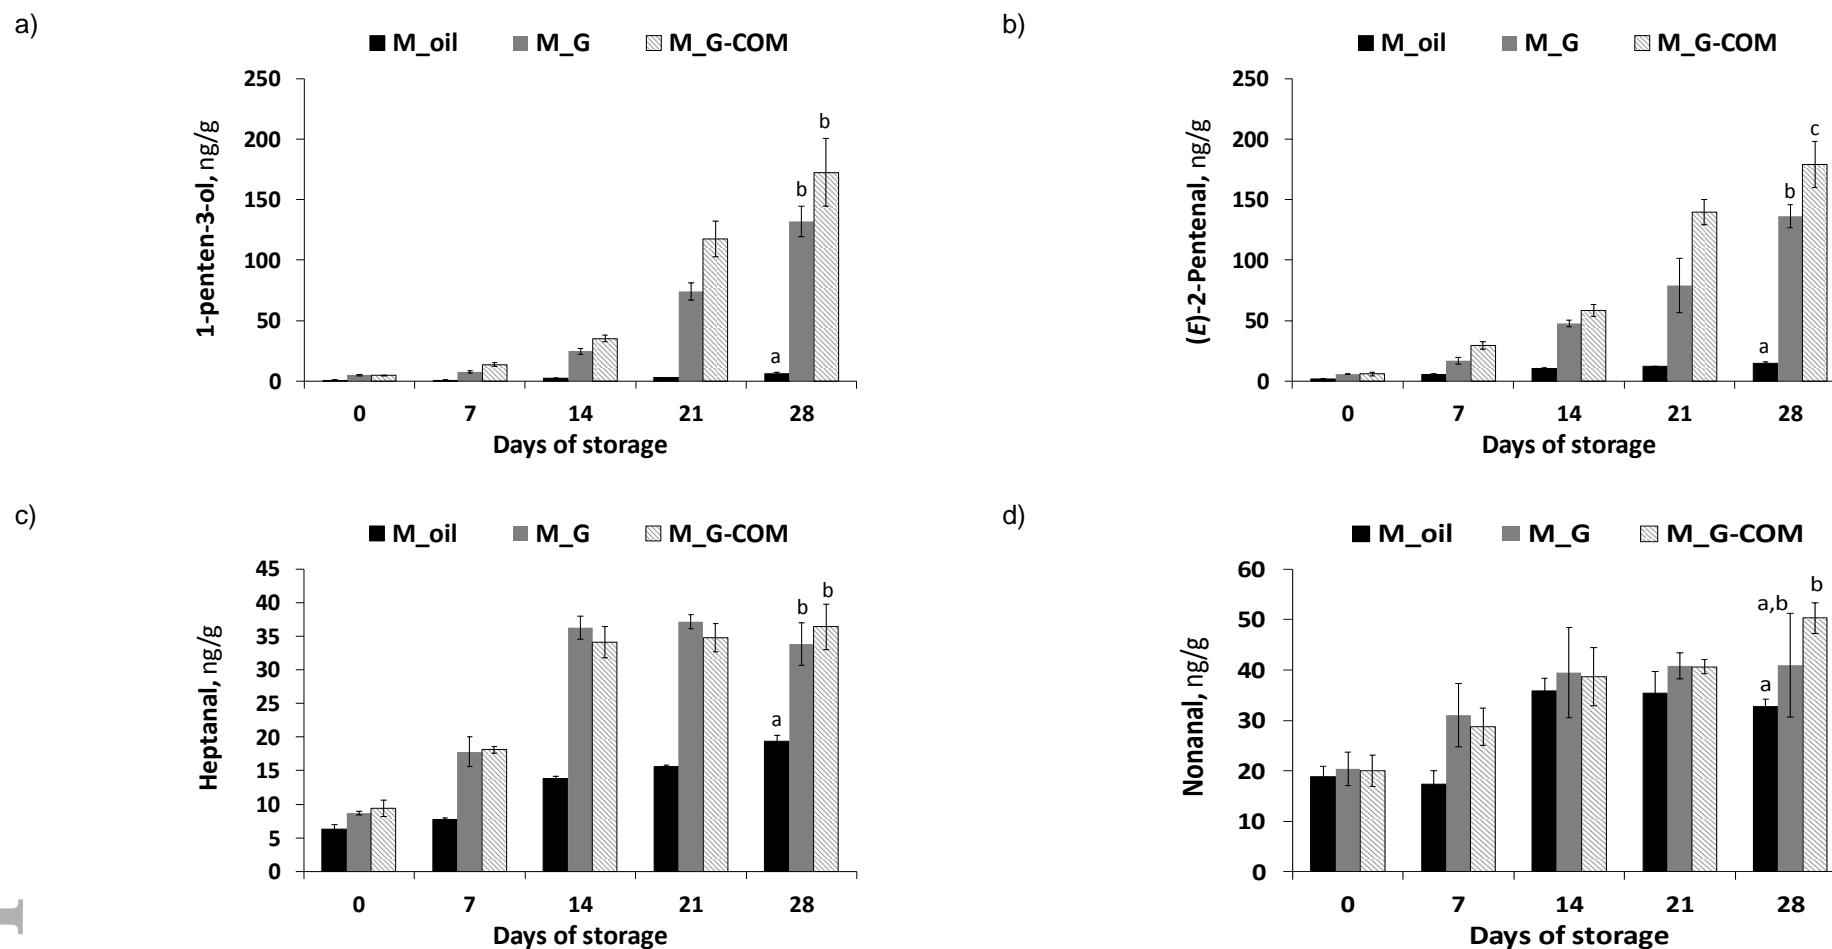 a)
M_oil M_G M_G-COM
250
200
150
100
50
0
1-penten-3-ol, ng/g
a
b
b
0 7 14 21 28
Days of storage
b)
M_oil M_G M_G-COM
250
200
150
100
50
0
(E)-2-Pentenal, ng/g
a
b
c
0 7 14 21 28
Days of storage
c)
M_oil M_G M_G-COM
45
40
35
30
25
20
15
10
5
0
Heptanal, ng/g
a
b
b
0 7 14 21 28
Days of storage
d)
M_oil M_G M_G-COM
60
50
40
30
20
10
0
Nonanal, ng/g
a
a,b
b
0 7 14 21 28
Days of storage